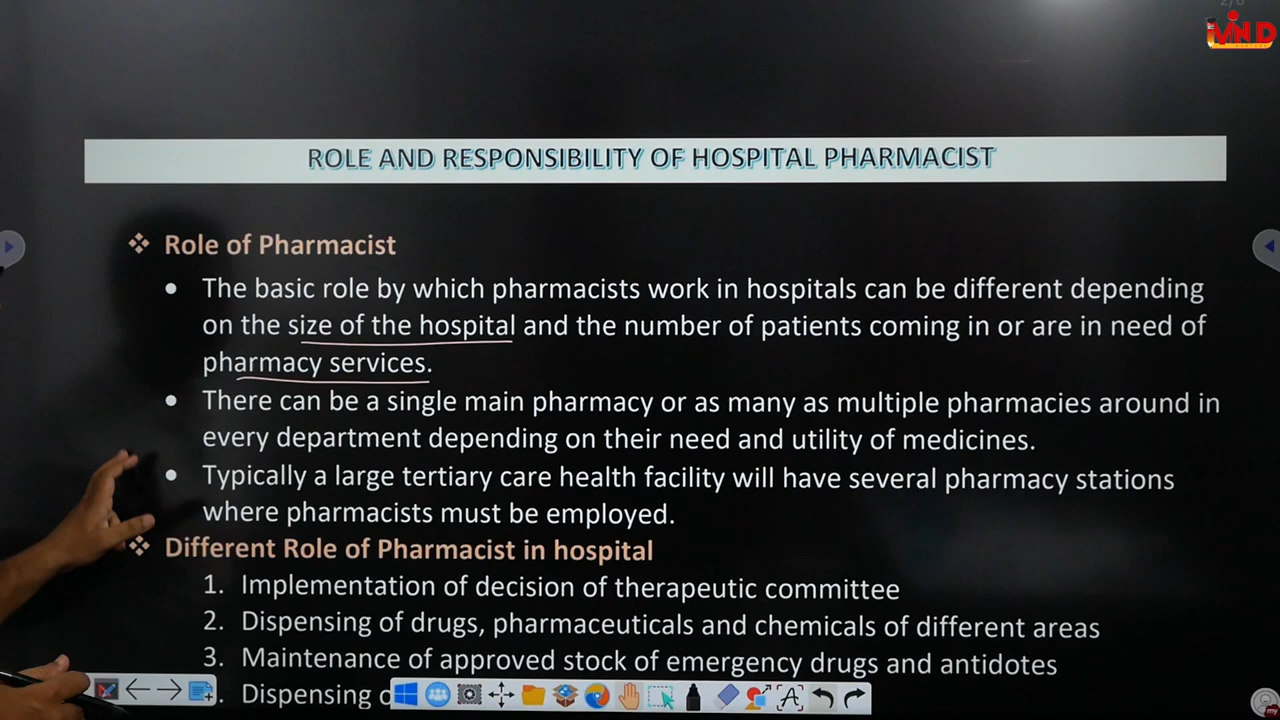 2/6
MIND
ROLE AND RESPONSIBILITY OF HOSPITAL PHARMACIST
❖ Role of Pharmacist
• The basic role by which pharmacists work in hospitals can be different depending
on the size of the hospital and the number of patients coming in or are in need of
pharmacy services.
• There can be a single main pharmacy or as many as multiple pharmacies around in
every department depending on their need and utility of medicines.
• Typically a large tertiary care health facility will have several pharmacy stations
where pharmacists must be employed.
❖ Different Role of Pharmacist in hospital
1. Implementation of decision of therapeutic committee
2. Dispensing of drugs, pharmaceuticals and chemicals of different areas
3. Maintenance of approved stock of emergency drugs and antidotes
. Dispensing